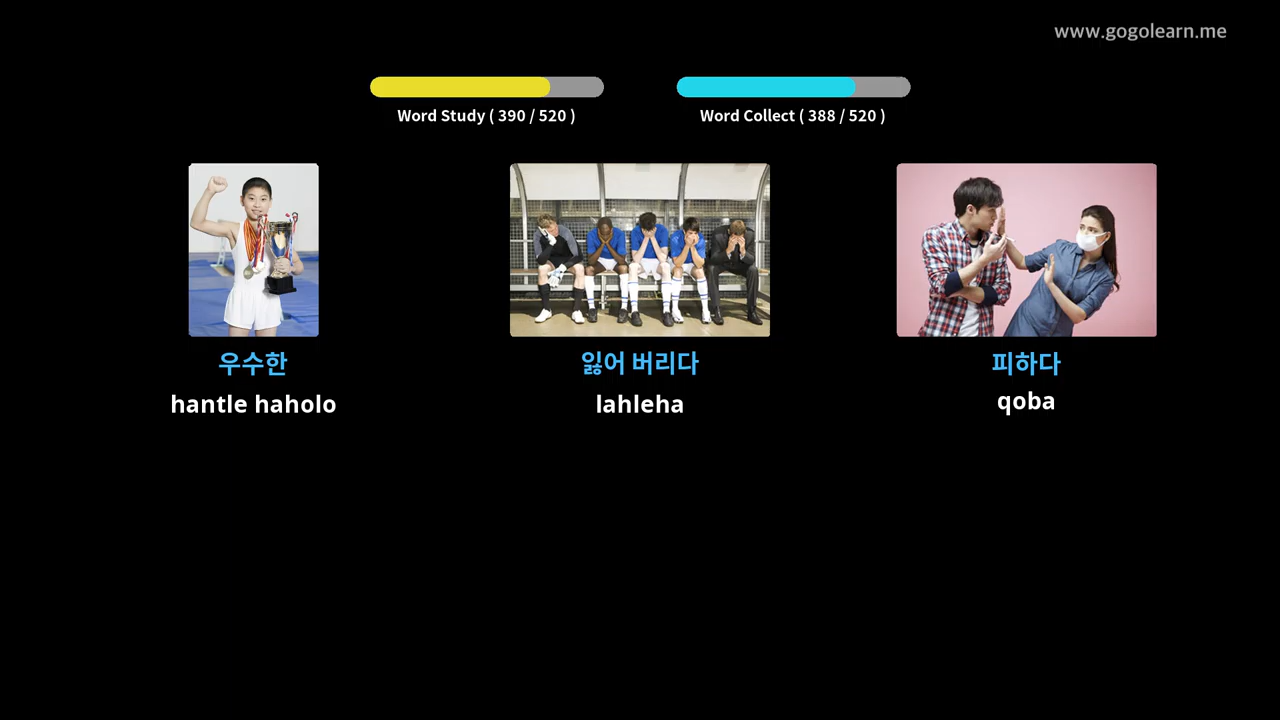 www.gogolearn.me
Word Study ( 390 / 520 )
Word Collect ( 388 / 520 )
우수한
hantle haholo
잃어 버리다
lahleha
피하다
qoba